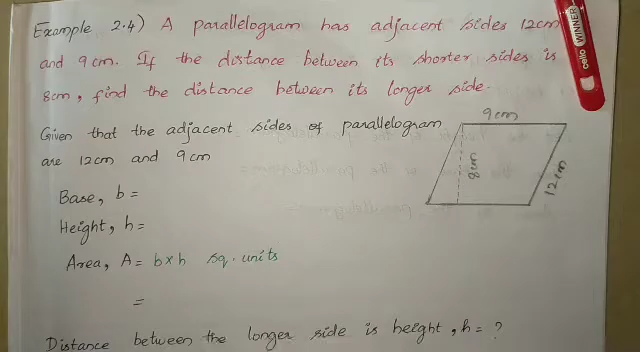 Example 2.4) A parallelogram has adjacent sides 12cm
and 9cm. If the distance between its shorter sides is
8cm, find the distance between its longer side.
Given that the adjacent sides of parallelogram
are 12cm and 9cm
9cm
8cm
12cm
Base, b =
Height, h =
Area, A = b×h sq. units
=
Distance between the longer side is height, h = ?
cello WINNER